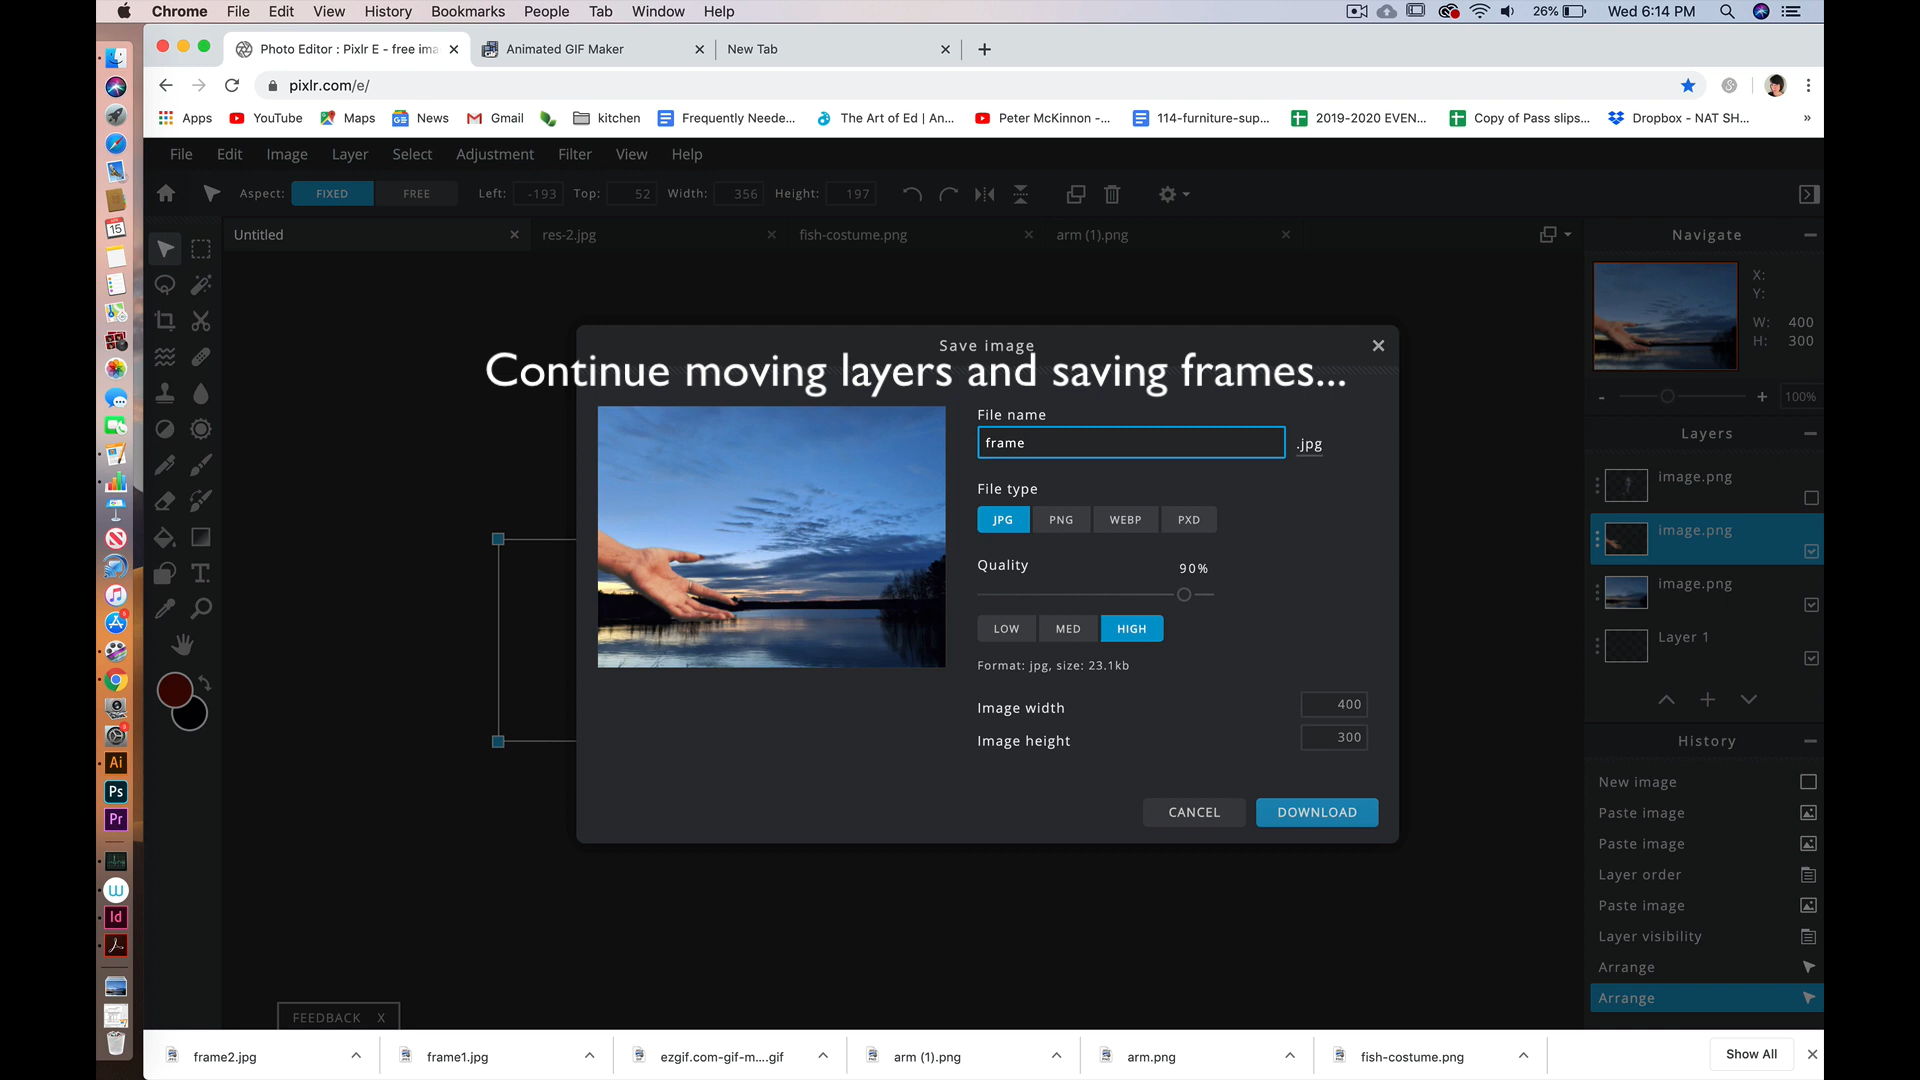 Chrome File Edit View History Bookmarks People Tab Window Help 26% Wed 6:14 PM
Photo Editor : Pixlr E - free ima Animated GIF Maker New Tab
pixlr.com/e/
Apps YouTube Maps News Gmail kitchen Frequently Neede... The Art of Ed | An... Peter McKinnon -... 114-furniture-sup... 2019-2020 EVEN... Copy of Pass slips... Dropbox - NAT SH... »
File Edit Image Layer Select Adjustment Filter View Help
Aspect: FIXED FREE Left: -193 Top: 52 Width: 356 Height: 197
Untitled res-2.jpg fish-costume.png arm (1).png
Navigate
X:
Y:
W: 400
H: 300
- + 100%
Save image
Continue moving layers and saving frames...
File name
frame .jpg
File type
JPG PNG WEBP PXD
Quality 90%
LOW MED HIGH
Format: jpg, size: 23.1kb
Image width 400
Image height 300
CANCEL DOWNLOAD
Layers
image.png
image.png
image.png
Layer 1
History
New image
Paste image
Paste image
Layer order
Paste image
Layer visibility
Arrange
Arrange
Ai
Ps
Pr
Id
FEEDBACK X
frame2.jpg frame1.jpg ezgif.com-gif-m....gif arm (1).png arm.png fish-costume.png Show All